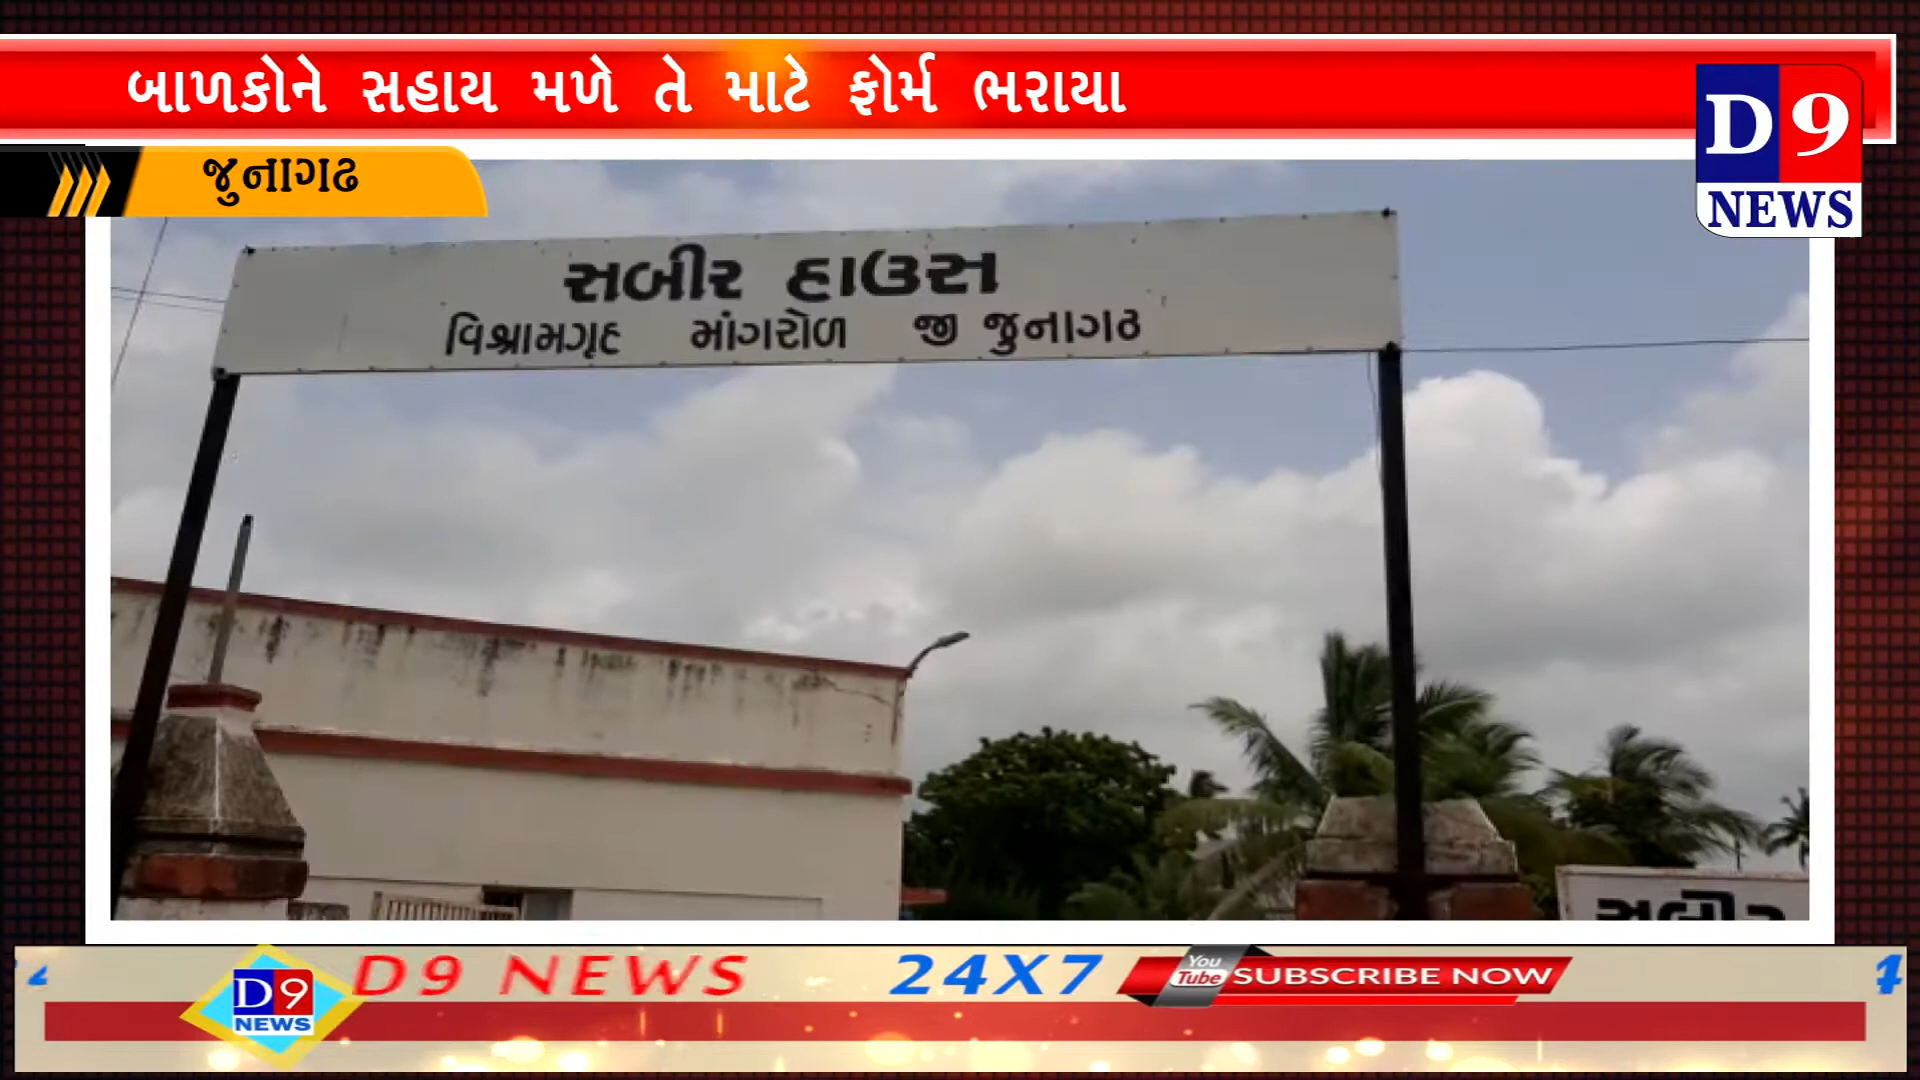 બાળકોને સહાય મળે તે માટે ફોર્મ ભરાયા
D9
NEWS
જુનાગઢ
સબીર હાઉસ
વિશ્રામગૃહ માંગરોળ જી જુનાગઢ
સબીર
D9 NEWS 24X7
You Tube SUBSCRIBE NOW
D9
NEWS